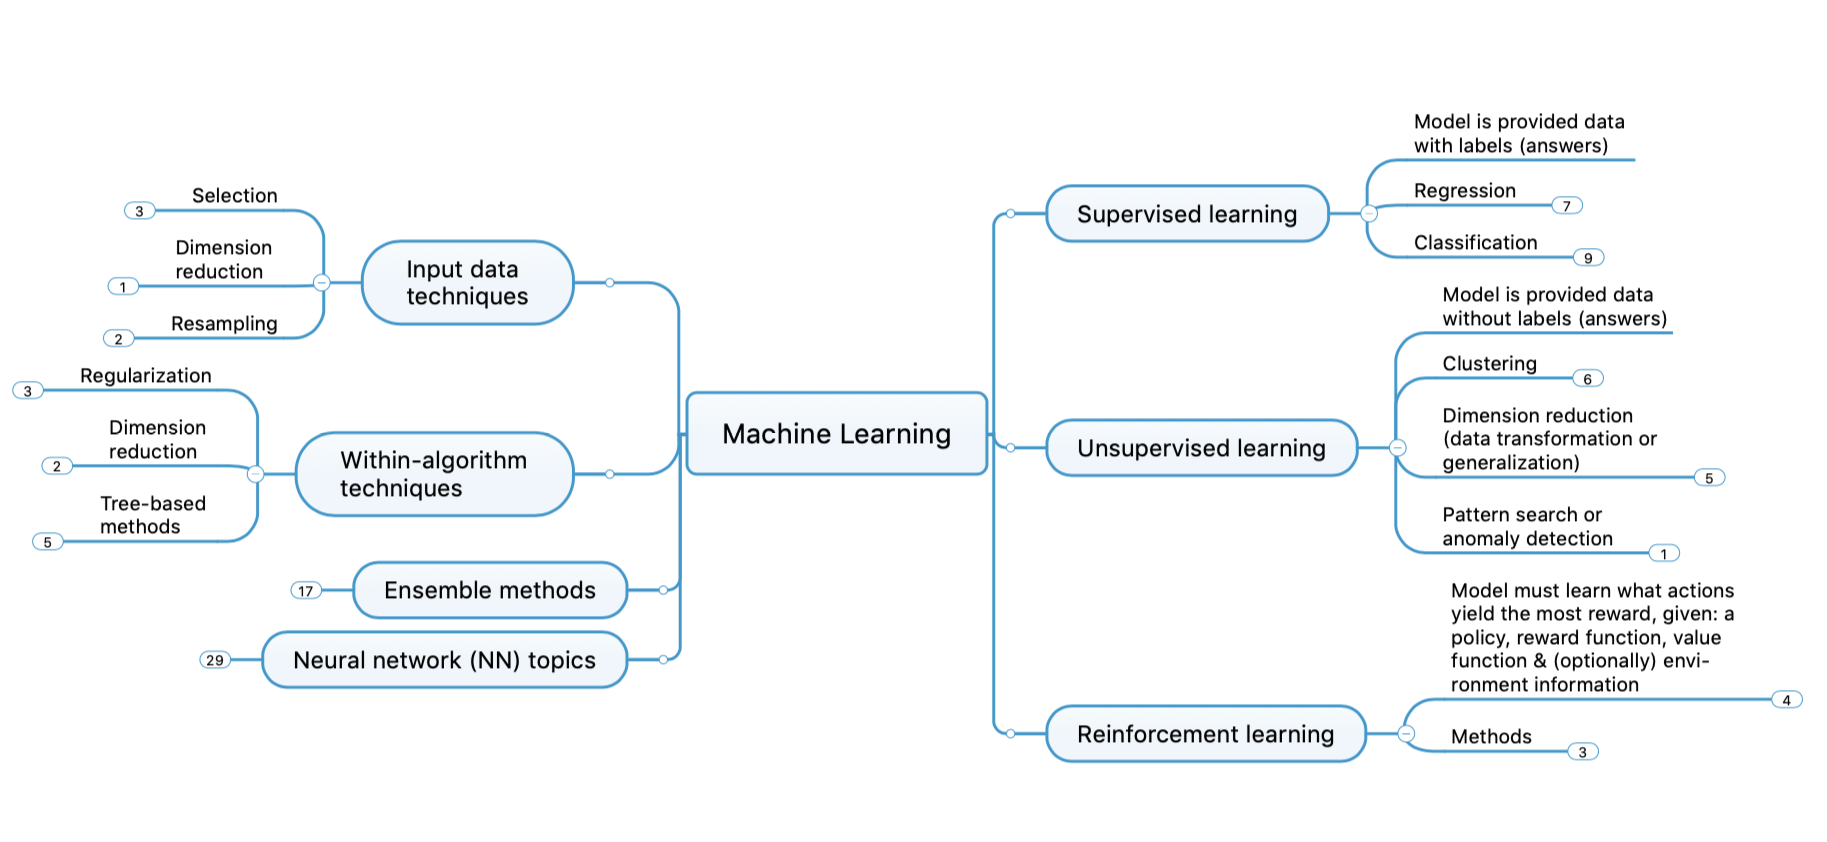 Machine Learning
Input data
techniques
Selection
3
Dimension
reduction
1
Resampling
2
Within-algorithm
techniques
Regularization
3
Dimension
reduction
2
Tree-based
methods
5
Ensemble methods
17
Neural network (NN) topics
29
Supervised learning
Model is provided data
with labels (answers)
Regression
7
Classification
9
Unsupervised learning
Model is provided data
without labels (answers)
Clustering
6
Dimension reduction
(data transformation or
generalization)
5
Pattern search or
anomaly detection
1
Reinforcement learning
Model must learn what actions
yield the most reward, given: a
policy, reward function, value
function & (optionally) envi-
ronment information
4
Methods
3